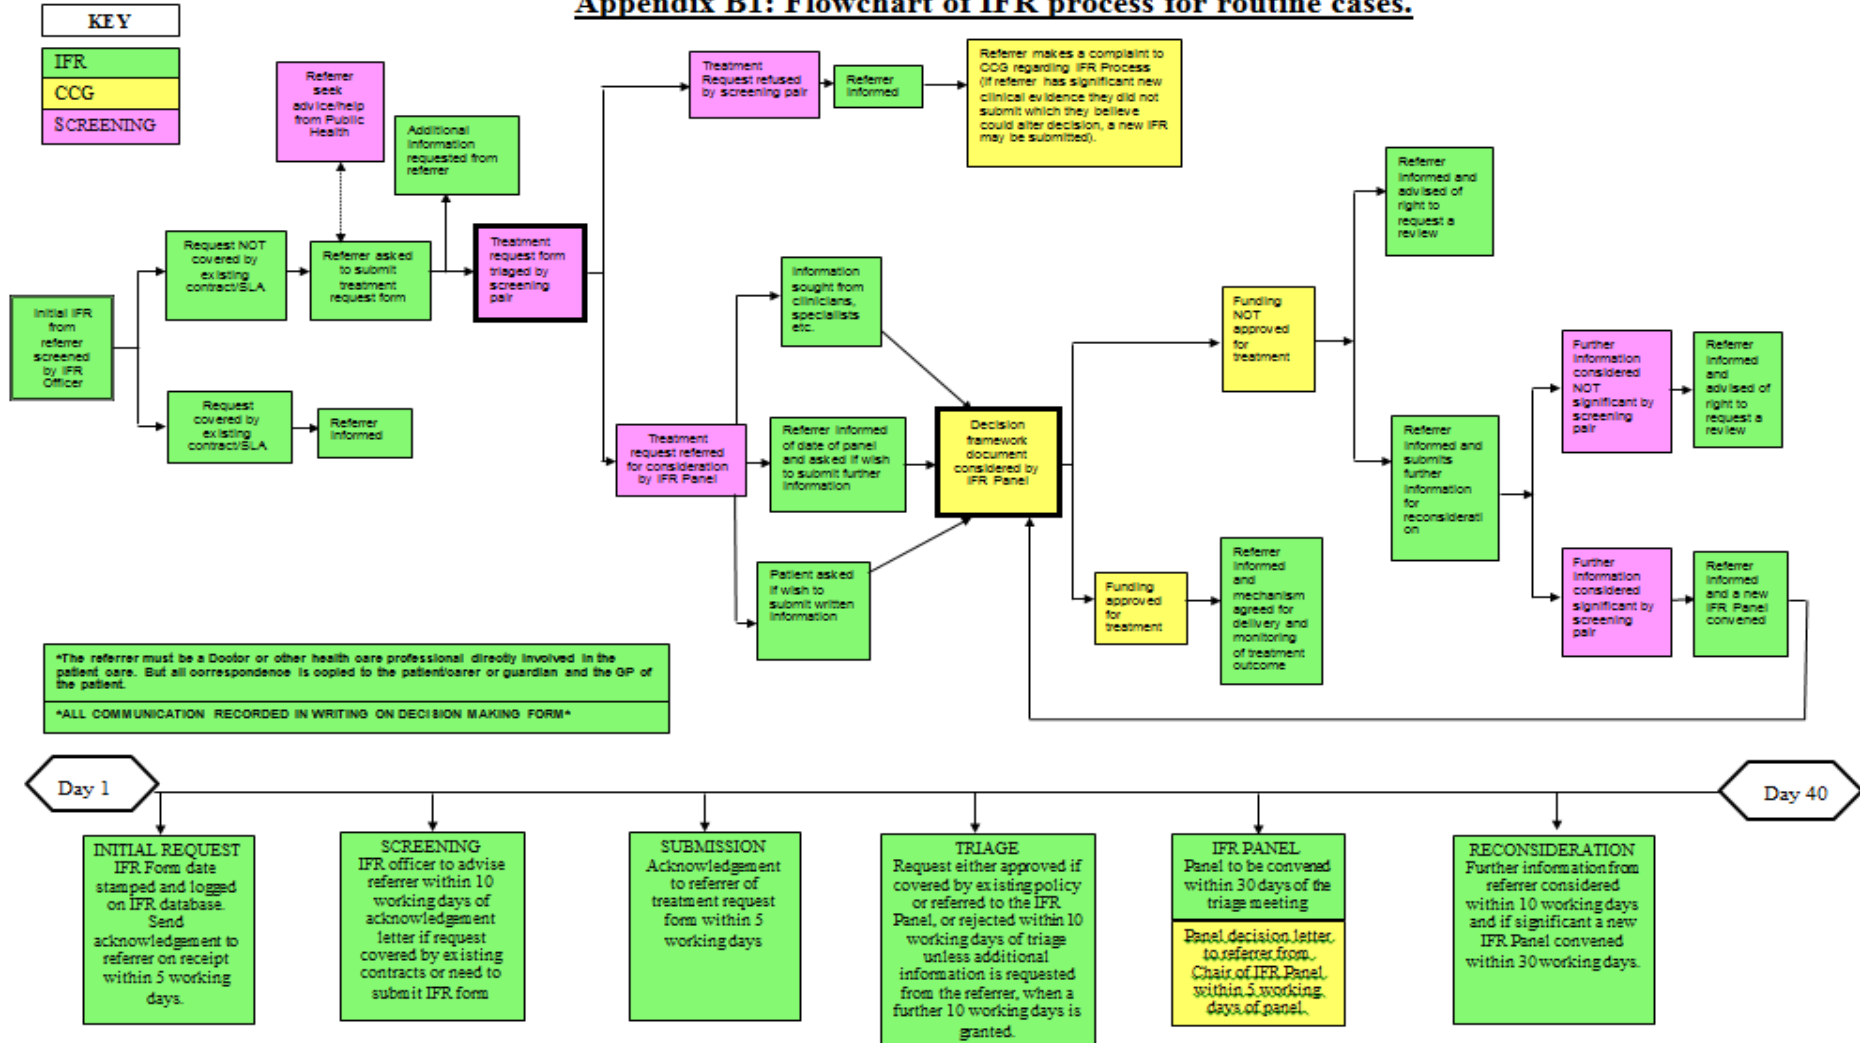 Appendix B1: Flowchart of IFR process for routine cases.
KEY
IFR
CCG
SCREENING
Referrer
seek
advice/help
from Public
Health
Additional
Information
requested from
referrer
Treatment
Request refused
by screening pair
Referrer
Informed
Referrer makes a complaint to
CCG regarding IFR Process
(if referrer has significant new
clinical evidence they did not
submit which they believe
could alter decision, a new IFR
may be submitted).
Initial IFR
from
referrer
screened
by IFR
Officer
Request NOT
covered by
existing
contract/SLA
Referrer asked
to submit
treatment
request form
Treatment
request form
triaged by
screening
pair
Request
covered by
existing
contract/SLA
Referrer
Informed
Treatment
request referred
for consideration
by IFR Panel
Information
sought from
clinicians,
specialists
etc.
Referrer informed
of date of panel
and asked if wish
to submit further
information
Patient asked
if wish to
submit written
information
Decision
framework
document
considered by
IFR Panel
Funding
NOT
approved
for
treatment
Funding
approved
for
treatment
Referrer
Informed
and
mechanism
agreed for
delivery and
monitoring
of treatment
outcome
Referrer
Informed and
advised of
right to
request a
review
Referrer
Informed and
submits
further
information
for
reconsiderati
on
Further
information
considered
NOT
significant by
screening
pair
Referrer
Informed
and
advised of
right to
request a
review
Further
information
considered
significant by
screening
pair
Referrer
Informed
and a new
IFR Panel
convened
*The referrer must be a Doctor or other health care professional directly involved in the
patient care. But all correspondence is copied to the patient/carer or guardian and the GP of
the patient.
*ALL COMMUNICATION RECORDED IN WRITING ON DECISION MAKING FORM*
Day 1
Day 40
INITIAL REQUEST
IFR Form date
stamped and logged
on IFR database.
Send
acknowledgement to
referrer on receipt
within 5 working
days.
SCREENING
IFR officer to advise
referrer within 10
working days of
acknowledgement
letter if request
covered by existing
contracts or need to
submit IFR form
SUBMISSION
Acknowledgement
to referrer of
treatment request
form within 5
working days
TRIAGE
Request either approved if
covered by existing policy
or referred to the IFR
Panel, or rejected within 10
working days of triage
unless additional
information is requested
from the referrer, when a
further 10 working days is
granted.
IFR PANEL
Panel to be convened
within 30 days of the
triage meeting
Panel decision letter
to referrer from
Chair of IFR Panel
within 5 working
days of panel.
RECONSIDERATION
Further information from
referrer considered
within 10 working days
and if significant a new
IFR Panel convened
within 30 working days.